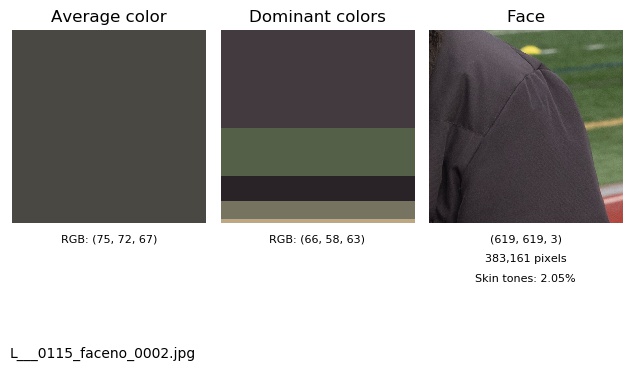 Average color
Dominant colors
Face
RGB: (75, 72, 67)
RGB: (66, 58, 63)
(619, 619, 3)
383,161 pixels
Skin tones: 2.05%
L___0115_faceno_0002.jpg